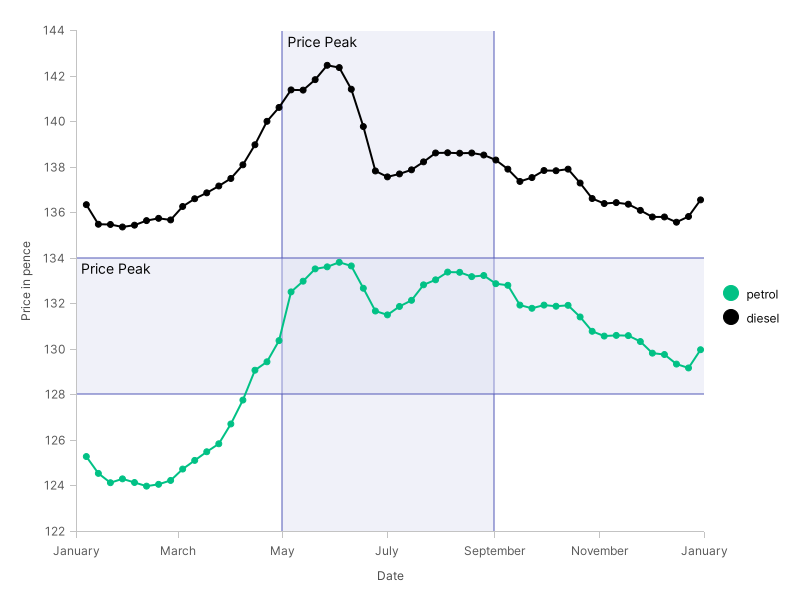 144
142
140
138
136
134
132
130
128
126
124
122
Price in pence
Price Peak
Price Peak
January
March
May
July
September
November
January
Date
petrol
diesel